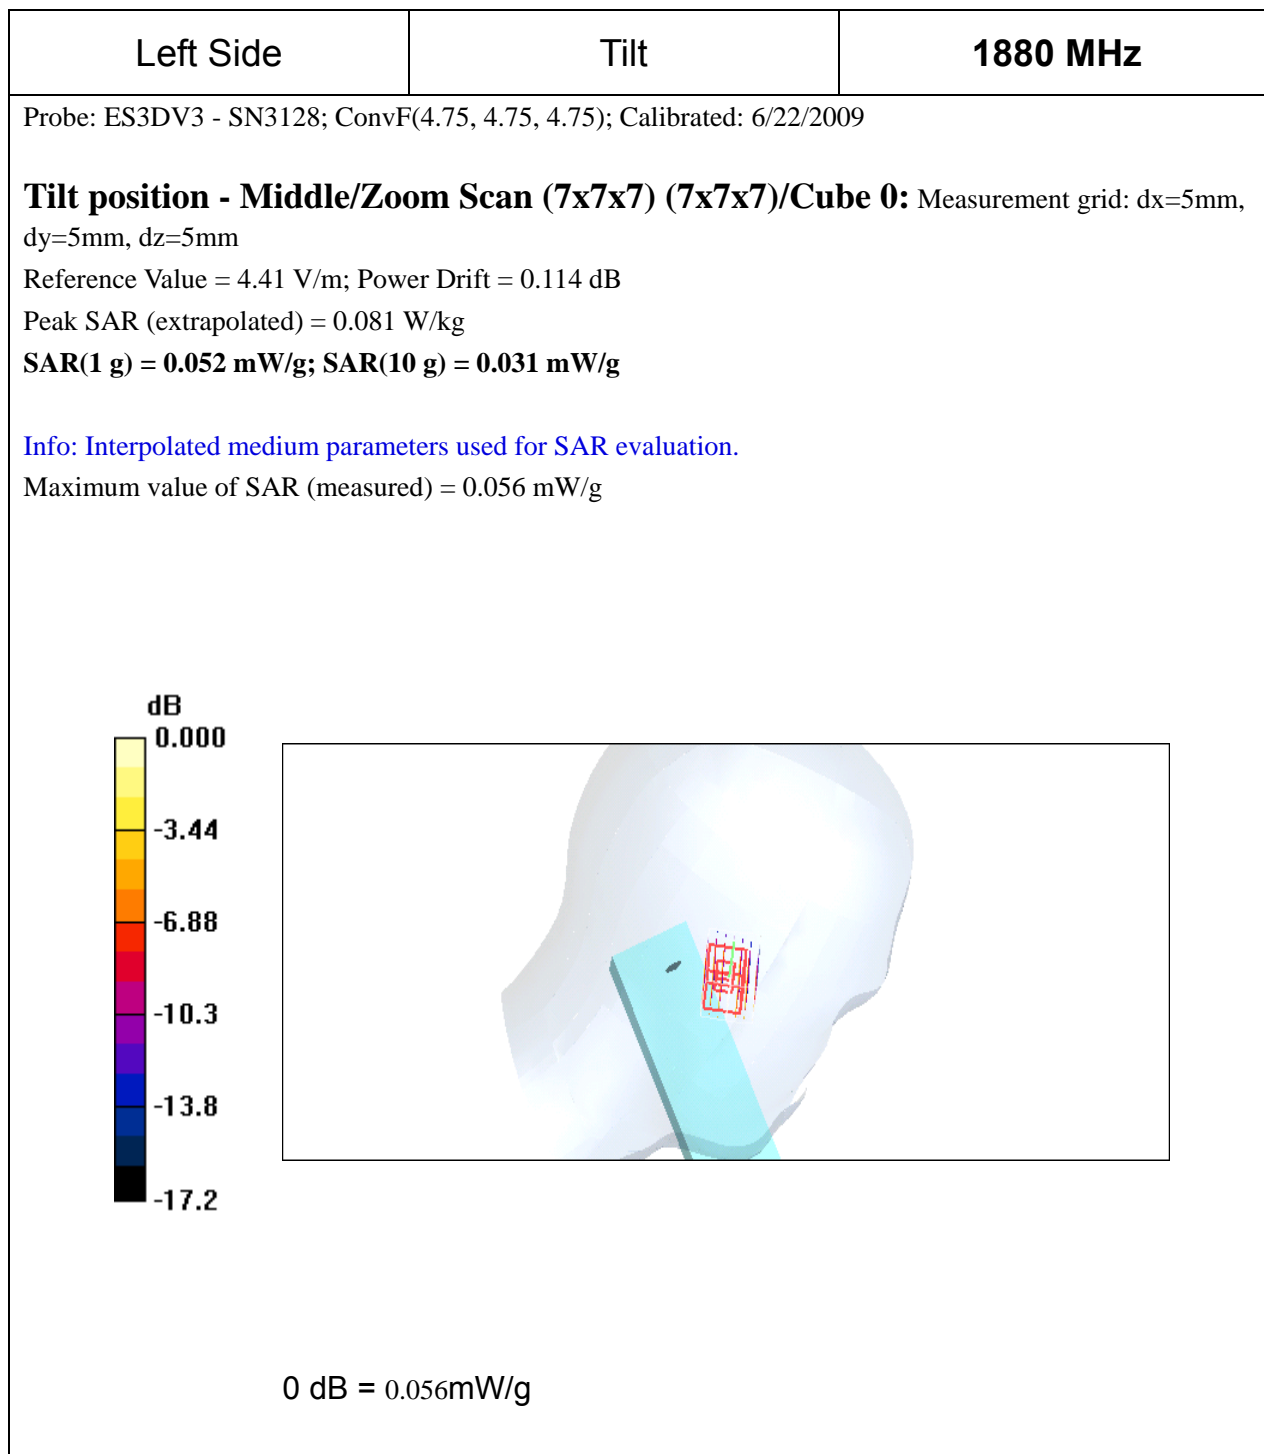 Left Side
Tilt
1880 MHz
Probe: ES3DV3 - SN3128; ConvF(4.75, 4.75, 4.75); Calibrated: 6/22/2009
Tilt position - Middle/Zoom Scan (7x7x7) (7x7x7)/Cube 0: Measurement grid: dx=5mm,
dy=5mm, dz=5mm
Reference Value = 4.41 V/m; Power Drift = 0.114 dB
Peak SAR (extrapolated) = 0.081 W/kg
SAR(1 g) = 0.052 mW/g; SAR(10 g) = 0.031 mW/g
Info: Interpolated medium parameters used for SAR evaluation.
Maximum value of SAR (measured) = 0.056 mW/g
dB
0.000
-3.44
-6.88
-10.3
-13.8
-17.2
0 dB = 0.056mW/g